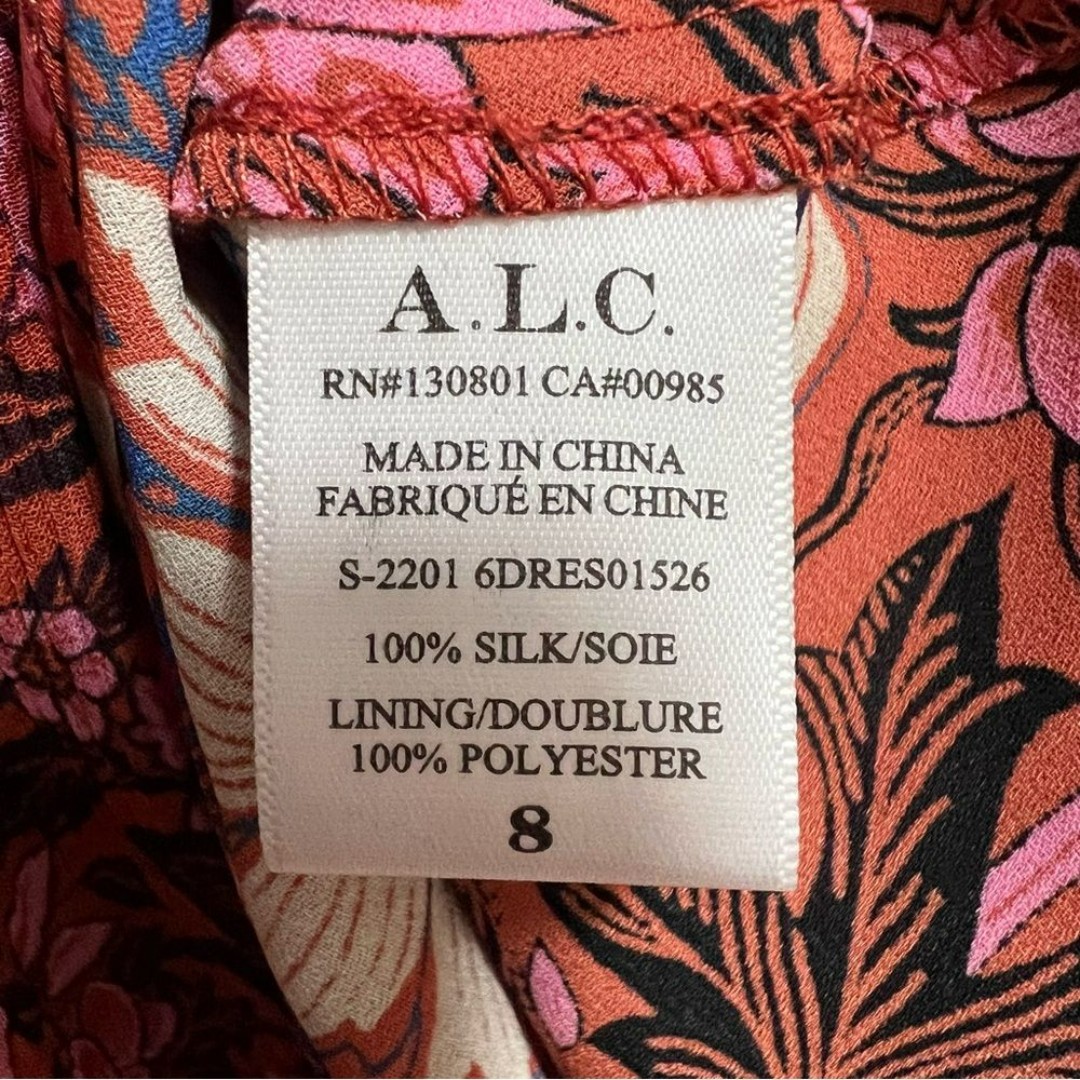 A.L.C.
RN#130801 CA#00985
MADE IN CHINA
FABRIQUÉ EN CHINE
S-2201 6DRES01526
100% SILK/SOIE
LINING/DOUBLURE
100% POLYESTER
8